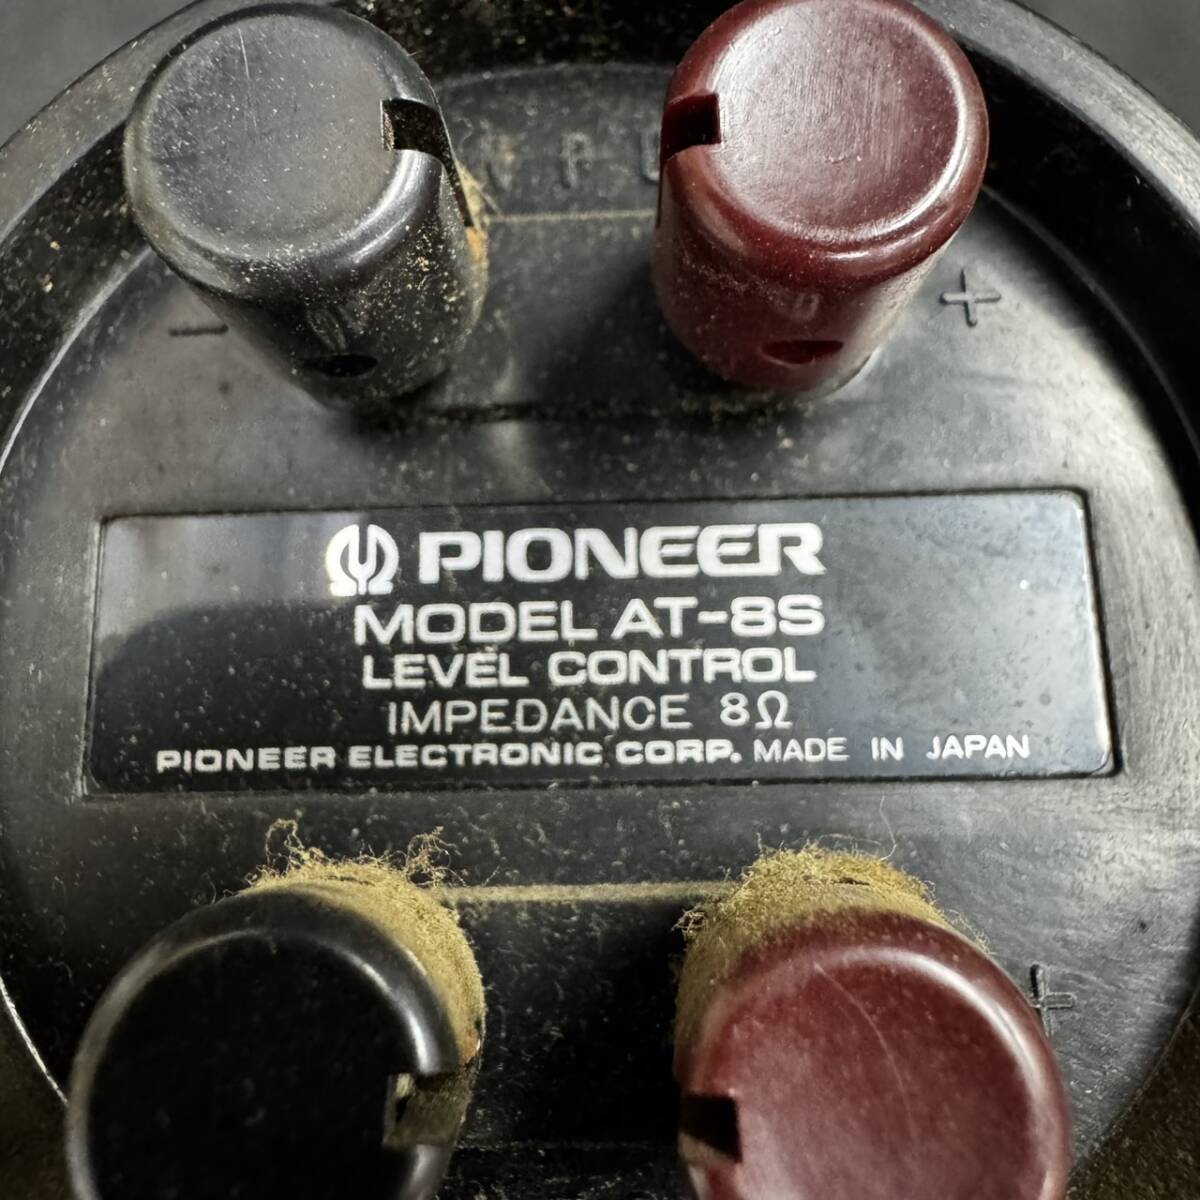 −
+
PIONEER
MODEL AT-8S
LEVEL CONTROL
IMPEDANCE 8Ω
PIONEER ELECTRONIC CORP. MADE IN JAPAN
+